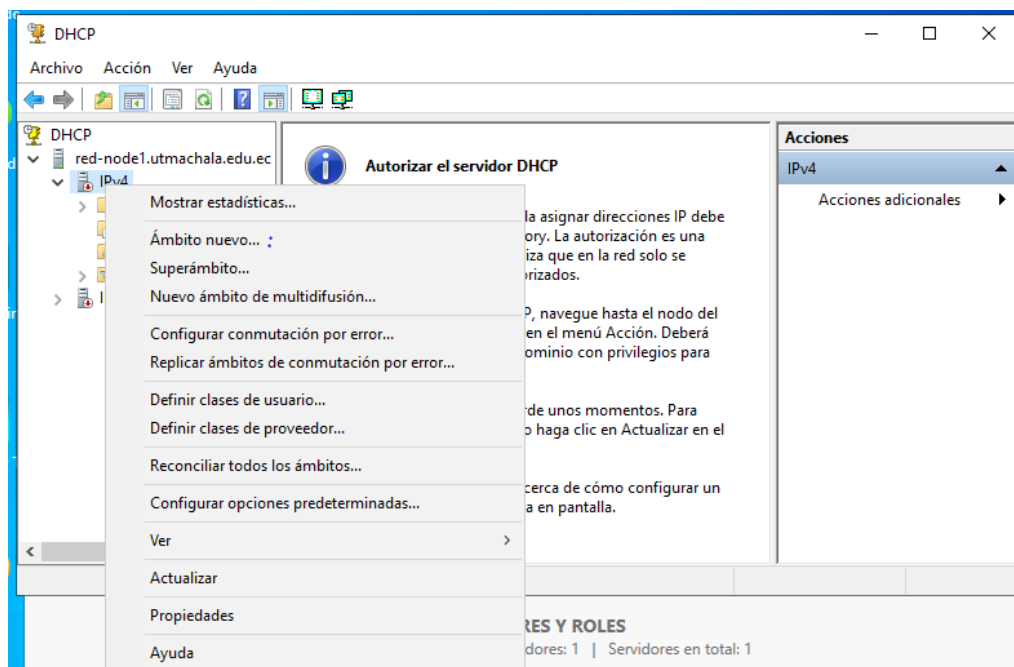 DHCP
Archivo Acción Ver Ayuda
DHCP
red-node1.utmachala.edu.ec
IPv4
Autorizar el servidor DHCP
la asignar direcciones IP debe
ory. La autorización es una
iza que en la red solo se
orizados.
P, navegue hasta el nodo del
en el menú Acción. Deberá
ominio con privilegios para
rde unos momentos. Para
o haga clic en Actualizar en el
cerca de cómo configurar un
a en pantalla.
Mostrar estadísticas...
Ámbito nuevo...
Superámbito...
Nuevo ámbito de multidifusión...
Configurar conmutación por error...
Replicar ámbitos de conmutación por error...
Definir clases de usuario...
Definir clases de proveedor...
Reconciliar todos los ámbitos...
Configurar opciones predeterminadas...
Ver
Actualizar
Propiedades
Ayuda
Acciones
IPv4
Acciones adicionales
RES Y ROLES
dores: 1 | Servidores en total: 1